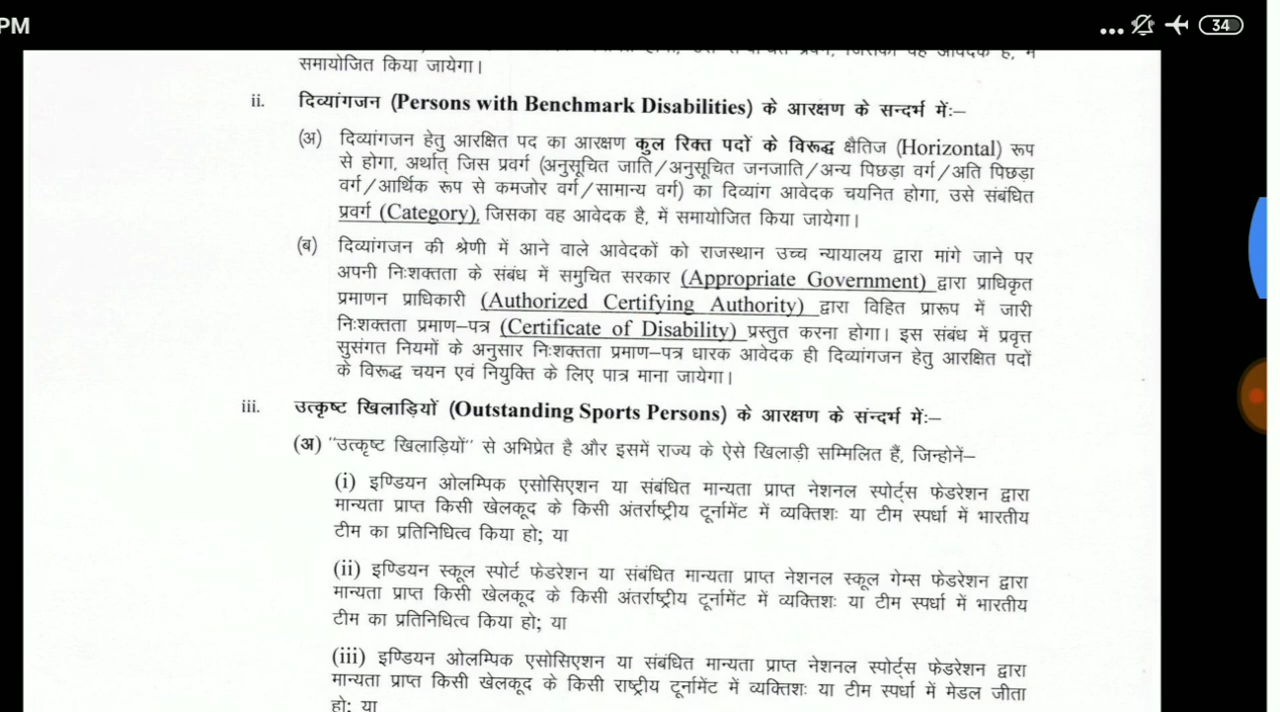 PM
... 34
समायोजित किया जायेगा।
ii. दिव्यांगजन (Persons with Benchmark Disabilities) के आरक्षण के सन्दर्भ में:–
(अ) दिव्यांगजन हेतु आरक्षित पद का आरक्षण कुल रिक्त पदों के विरूद्ध क्षैतिज (Horizontal) रूप
से होगा, अर्थात् जिस प्रवर्ग (अनुसूचित जाति/अनुसूचित जनजाति/अन्य पिछड़ा वर्ग/अति पिछड़ा
वर्ग/आर्थिक रूप से कमजोर वर्ग/सामान्य वर्ग) का दिव्यांग आवेदक चयनित होगा, उसे संबंधित
प्रवर्ग (Category), जिसका वह आवेदक है, में समायोजित किया जायेगा।
(ब) दिव्यांगजन की श्रेणी में आने वाले आवेदकों को राजस्थान उच्च न्यायालय द्वारा मांगे जाने पर
अपनी निःशक्तता के संबंध में समुचित सरकार (Appropriate Government) द्वारा प्राधिकृत
प्रमाणन प्राधिकारी (Authorized Certifying Authority) द्वारा विहित प्रारूप में जारी
निःशक्तता प्रमाण–पत्र (Certificate of Disability) प्रस्तुत करना होगा। इस संबंध में प्रवृत्त
सुसंगत नियमों के अनुसार निःशक्तता प्रमाण–पत्र धारक आवेदक ही दिव्यांगजन हेतु आरक्षित पदों
के विरूद्ध चयन एवं नियुक्ति के लिए पात्र माना जायेगा।
iii. उत्कृष्ट खिलाड़ियों (Outstanding Sports Persons) के आरक्षण के संन्दर्भ में:–
(अ) "उत्कृष्ट खिलाड़ियों" से अभिप्रेत है और इसमें राज्य के ऐसे खिलाड़ी सम्मिलित हैं, जिन्होनें–
(i) इण्डियन ओलम्पिक एसोसिएशन या संबंधित मान्यता प्राप्त नेशनल स्पोर्ट्स फेडरेशन द्वारा
मान्यता प्राप्त किसी खेलकूद के किसी अंतर्राष्ट्रीय टूर्नामेंट में व्यक्तिशः या टीम स्पर्धा में भारतीय
टीम का प्रतिनिधित्व किया हो; या
(ii) इण्डियन स्कूल स्पोर्ट फेडरेशन या संबंधित मान्यता प्राप्त नेशनल स्कूल गेम्स फेडरेशन द्वारा
मान्यता प्राप्त किसी खेलकूद के किसी अंतर्राष्ट्रीय टूर्नामेंट में व्यक्तिशः या टीम स्पर्धा में भारतीय
टीम का प्रतिनिधित्व किया हो; या
(iii) इण्डियन ओलम्पिक एसोसिएशन या संबंधित मान्यता प्राप्त नेशनल स्पोर्ट्स फेडरेशन द्वारा
मान्यता प्राप्त किसी खेलकूद के किसी राष्ट्रीय टूर्नामेंट में व्यक्तिशः या टीम स्पर्धा में मेडल जीता
हो; या